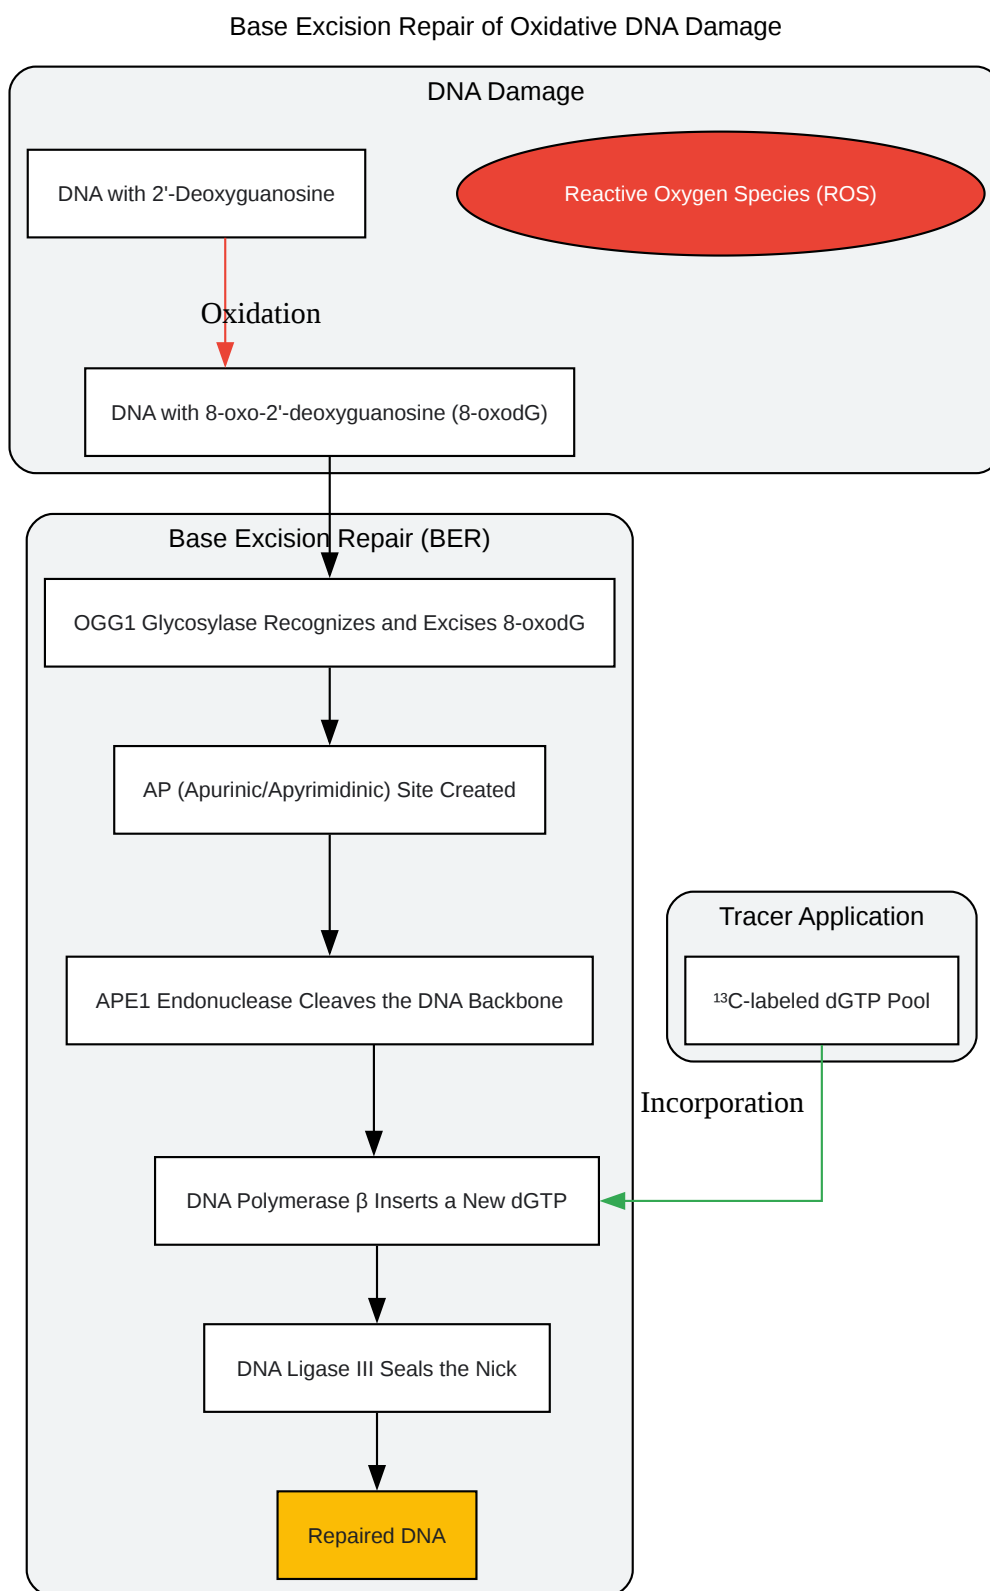 Base Excision Repair of Oxidative DNA Damage
DNA Damage
DNA with 2'-Deoxyguanosine
Reactive Oxygen Species (ROS)
Oxidation
DNA with 8-oxo-2'-deoxyguanosine (8-oxodG)
Base Excision Repair (BER)
OGG1 Glycosylase Recognizes and Excises 8-oxodG
AP (Apurinic/Apyrimidinic) Site Created
Tracer Application
APE1 Endonuclease Cleaves the DNA Backbone
¹³C-labeled dGTP Pool
Incorporation
DNA Polymerase β Inserts a New dGTP
DNA Ligase III Seals the Nick
Repaired DNA